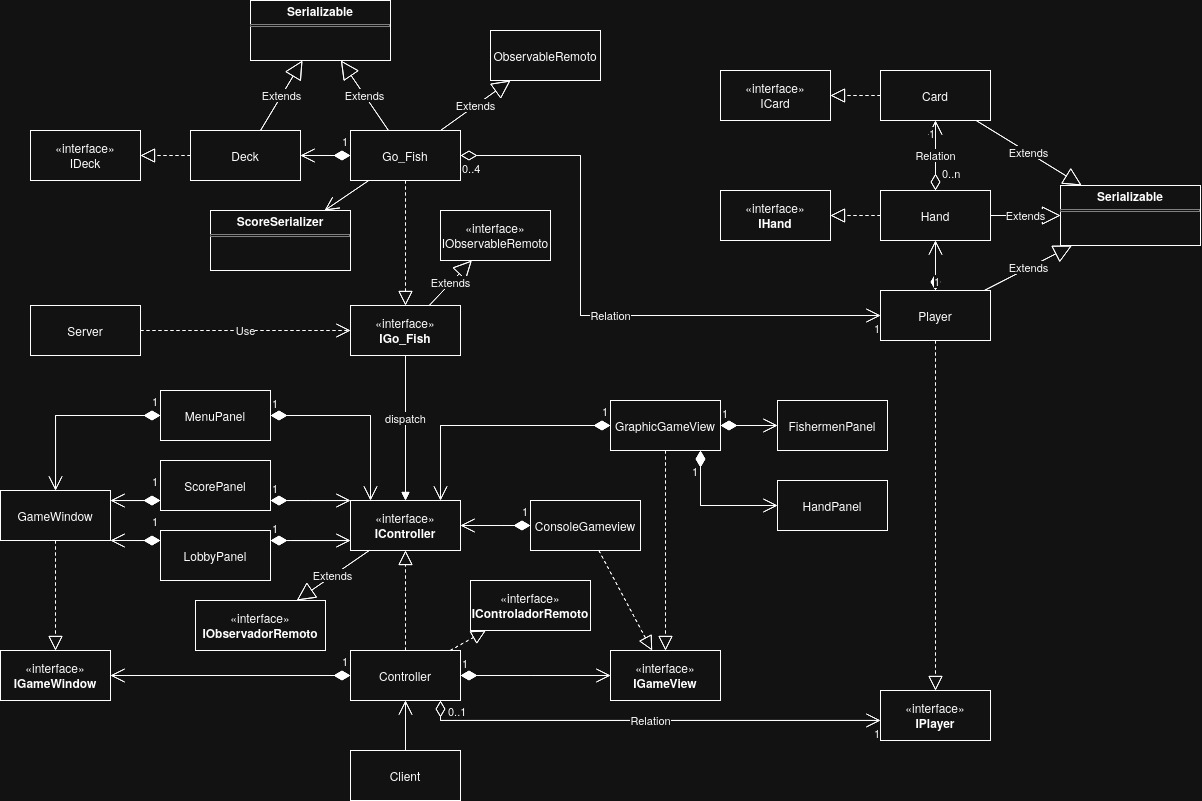 Serializable
ObservableRemoto
Extends
Extends
Extends
«interface»
ICard
Card
«interface»
IDeck
Deck
1
Go_Fish
0..4
1
Relation
0..n
Extends
ScoreSerializer
«interface»
IObservableRemoto
«interface»
IHand
Hand
Extends
Serializable
Extends
Extends
1
Server
Use
«interface»
IGo_Fish
Relation
1
Player
1
MenuPanel
1
dispatch
1
GraphicGameView
1
FishermenPanel
1
1
ScorePanel
1
HandPanel
GameWindow
1
LobbyPanel
1
«interface»
IController
1
ConsoleGameview
Extends
«interface»
IObservadorRemoto
«interface»
IControladorRemoto
«interface»
IGameWindow
1
Controller
1
«interface»
IGameView
0..1
Relation
1
«interface»
IPlayer
Client